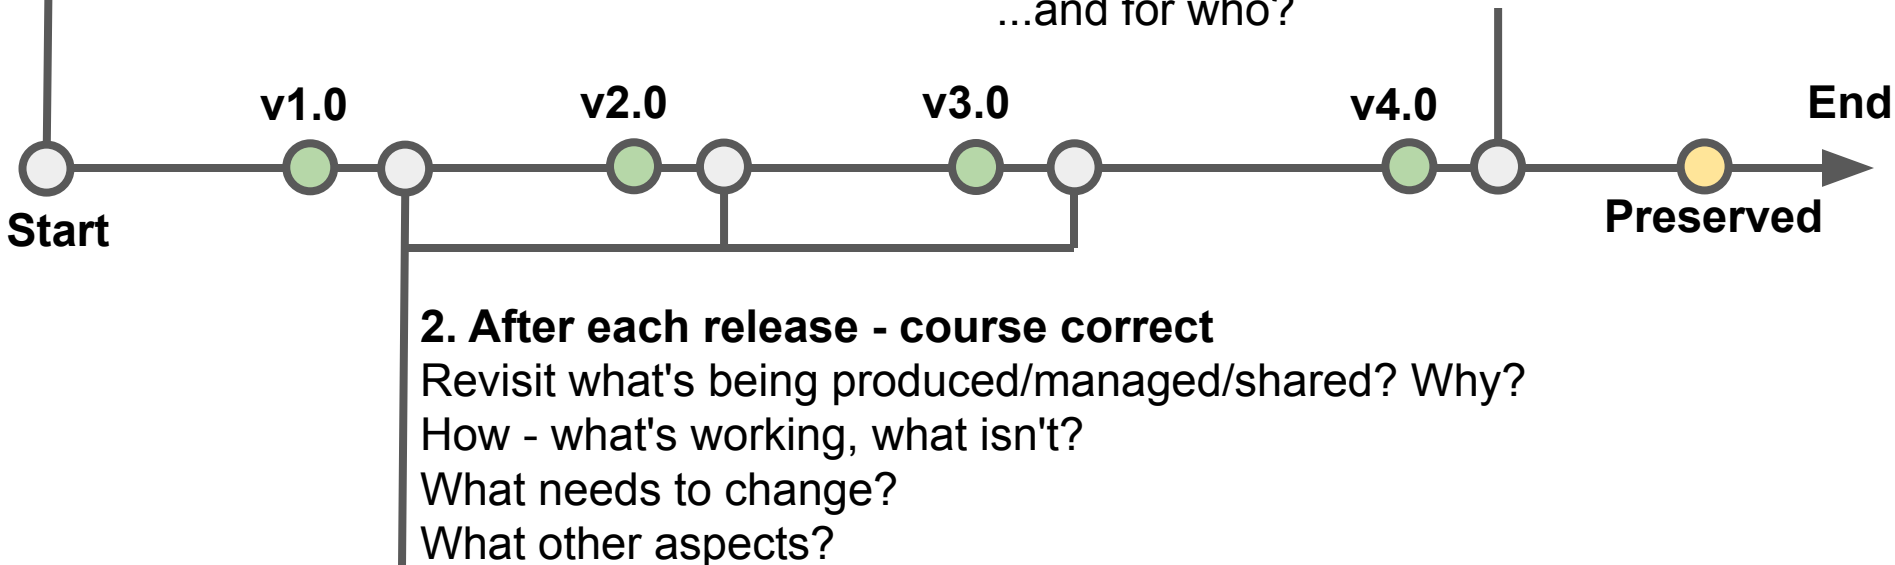 ...and for who?
v1.0
v2.0
v3.0
v4.0
End
Start
Preserved
2. After each release - course correct
Revisit what's being produced/managed/shared? Why?
How - what's working, what isn't?
What needs to change?
What other aspects?